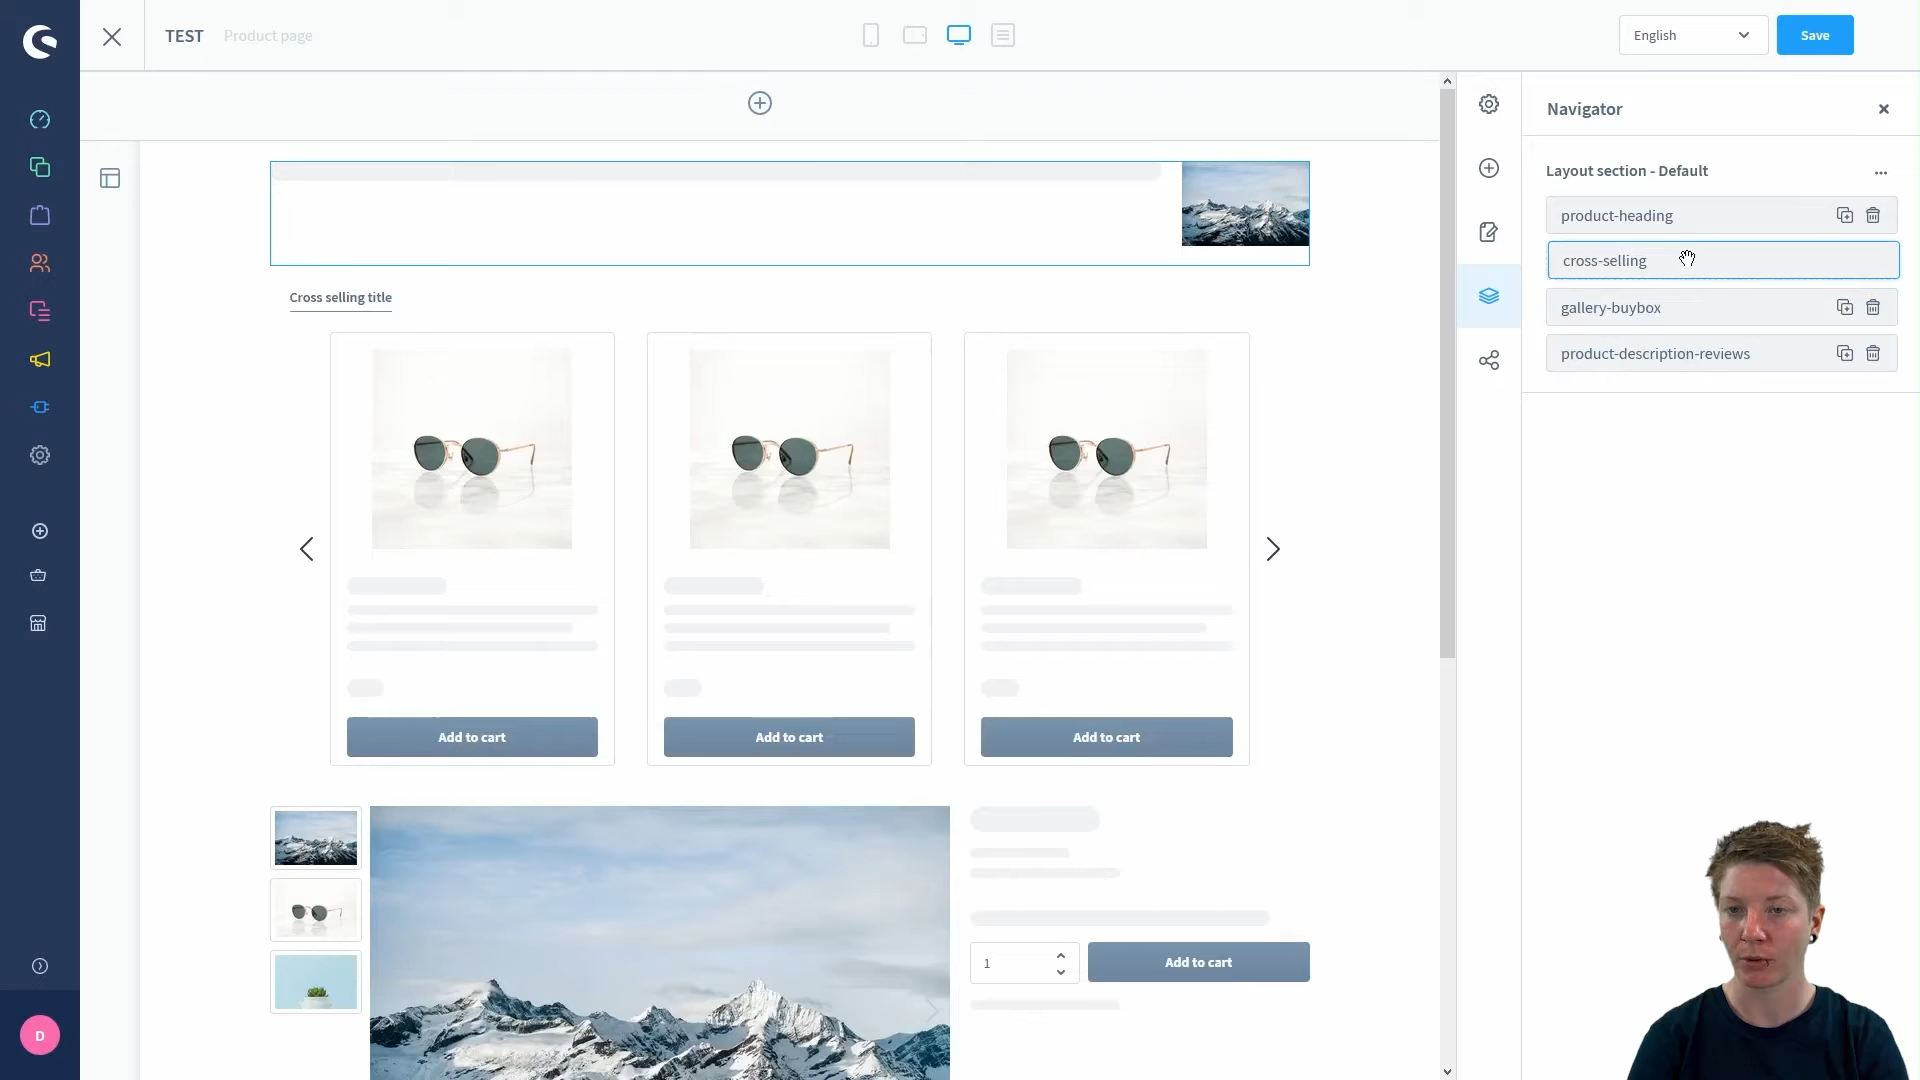 TEST Product page
English
Save
Navigator
Layout section - Default
...
product-heading
cross-selling
gallery-buybox
product-description-reviews
Cross selling title
Add to cart
Add to cart
Add to cart
1
Add to cart
D